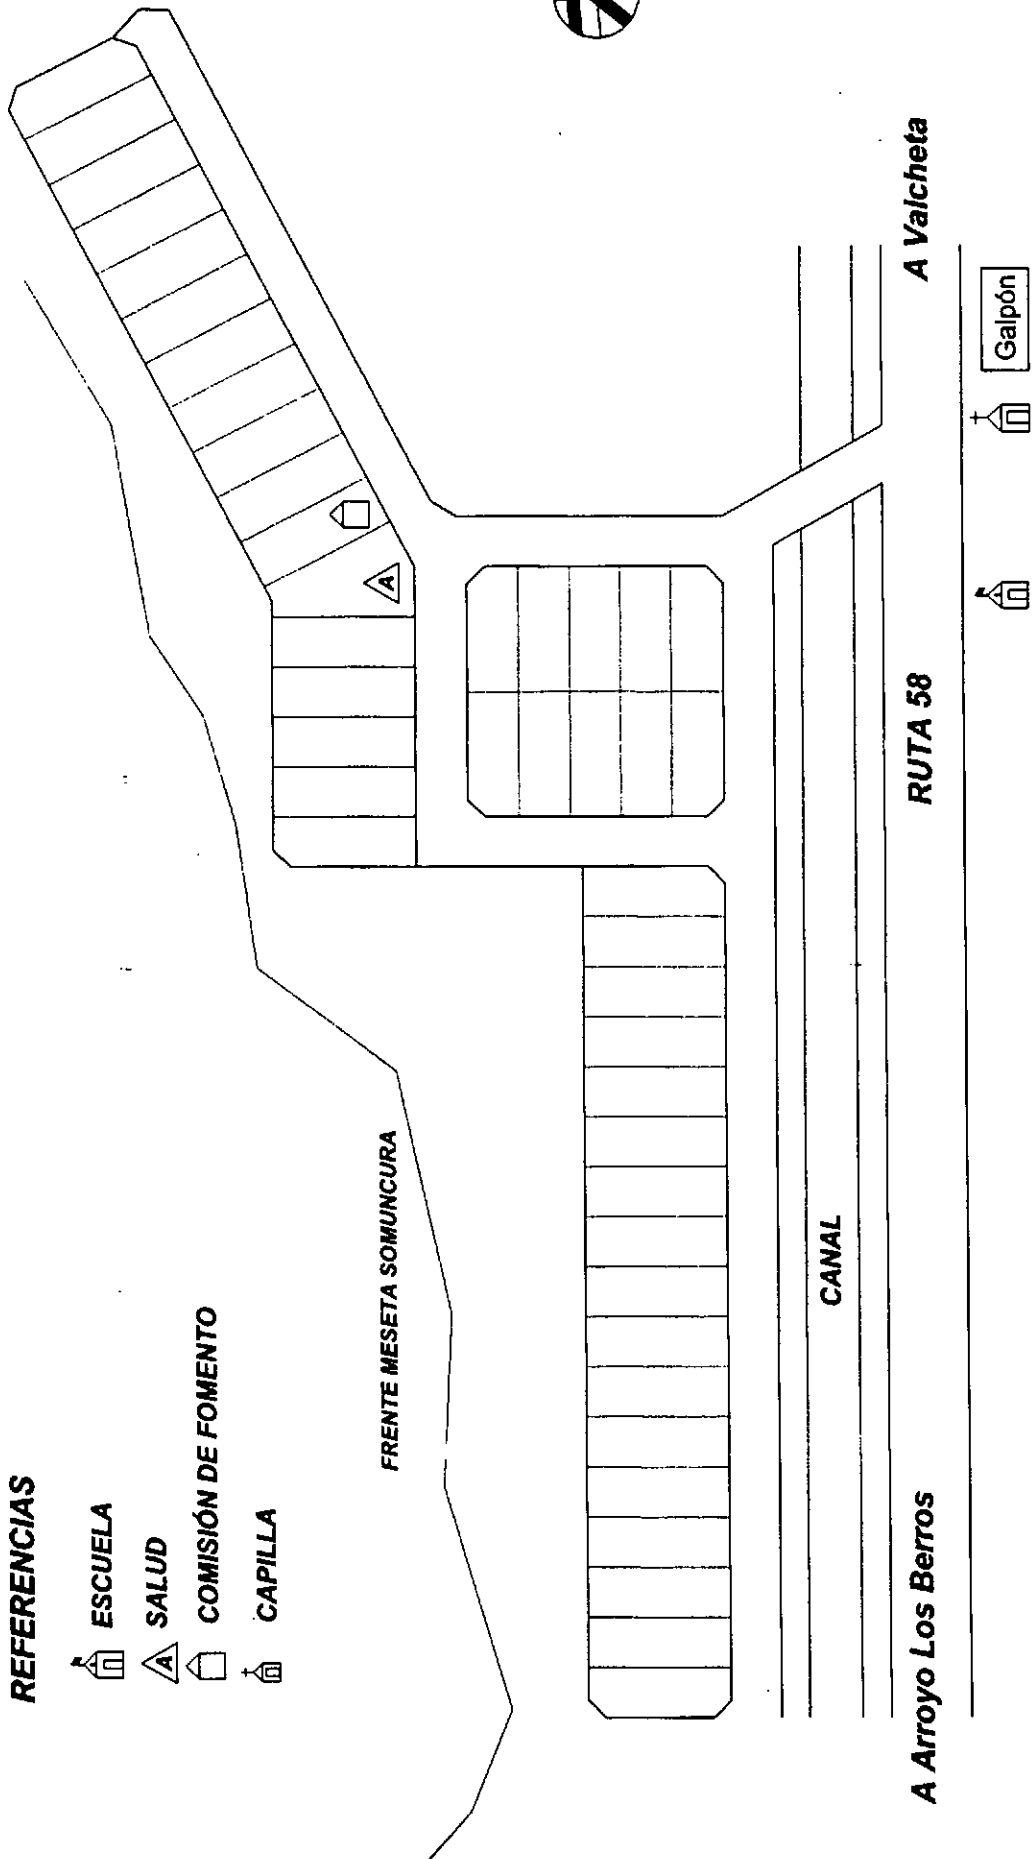 REFERENCIAS
ESCUELA
A SALUD
COMISIÓN DE FOMENTO
CAPILLA
FRENTE MESETA SOMUNCURA
A
CANAL
A Arroyo Los Berros
RUTA 58
A Valcheta
Galpón